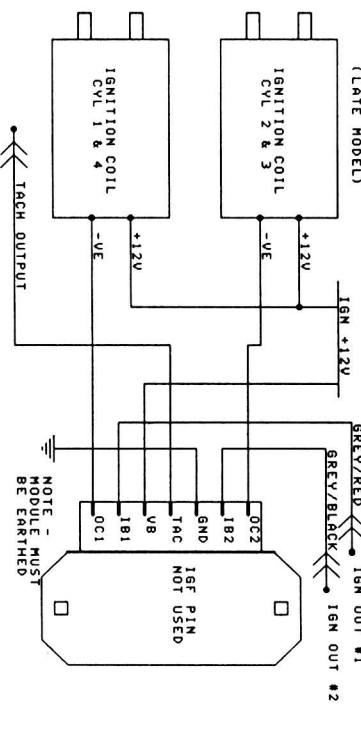 (LATE MODEL)
IGNITION COIL
CYL 2 & 3
IGNITION COIL
CYL 1 & 4
+12V
-VE
+12V
-VE
TACH OUTPUT
IGN +12V
GREY/RED
GREY/BLACK
IGN OUT #1
IGN OUT #2
OC2
IB2
GND
TAC
VB
IB1
OC1
IGF PIN
NOT USED
NOTE -
MODULE MUST
BE EARTHED